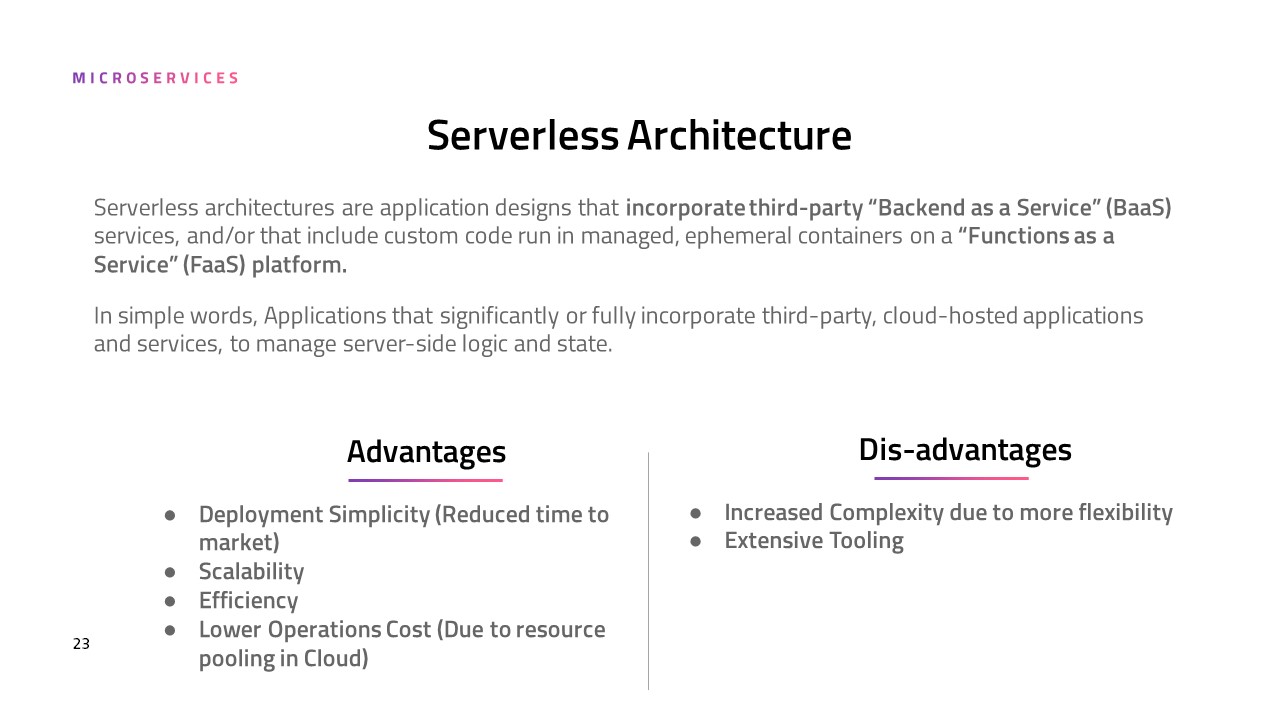 MICROSERVICES
Serverless Architecture
Serverless architectures are application designs that incorporate third-party “Backend as a Service” (BaaS)
services, and/or that include custom code run in managed, ephemeral containers on a “Functions as a
Service” (FaaS) platform.
In simple words, Applications that significantly or fully incorporate third-party, cloud-hosted applications
and services, to manage server-side logic and state.
Advantages
● Deployment Simplicity (Reduced time to
market)
● Scalability
● Efficiency
● Lower Operations Cost (Due to resource
pooling in Cloud)
Dis-advantages
● Increased Complexity due to more flexibility
● Extensive Tooling
23